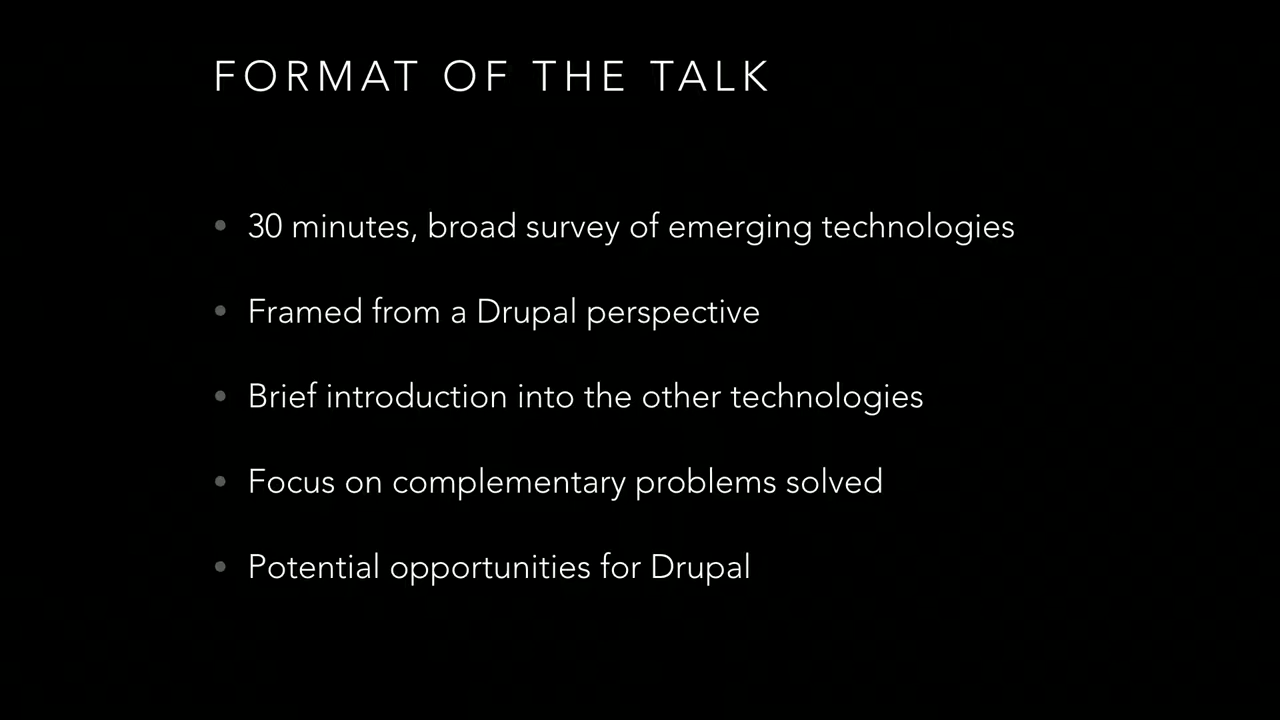 FORMAT OF THE TALK
• 30 minutes, broad survey of emerging technologies
• Framed from a Drupal perspective
• Brief introduction into the other technologies
• Focus on complementary problems solved
• Potential opportunities for Drupal